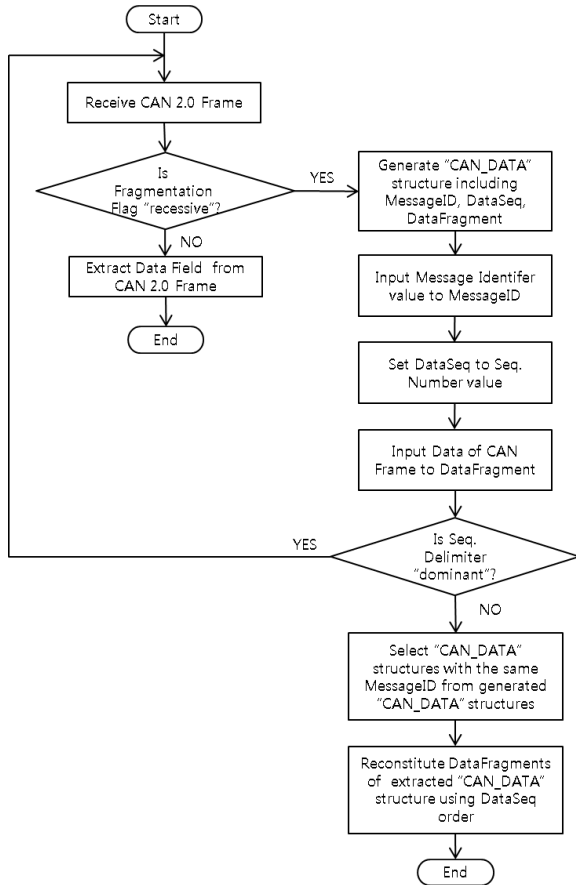 Start
Receive CAN 2.0 Frame
Is
Fragmentation
Flag “recessive”?
YES
NO
Extract Data Field from
CAN 2.0 Frame
End
Generate “CAN_DATA”
structure including
MessageID, DataSeq,
DataFragment
Input Message Identifer
value to MessageID
Set DataSeq to Seq.
Number value
Input Data of CAN
Frame to DataFragment
Is Seq.
Delimiter
“dominant”?
YES
NO
Select “CAN_DATA”
structures with the same
MessageID from generated
“CAN_DATA” structures
Reconstitute DataFragments
of extracted “CAN_DATA”
structure using DataSeq
order
End